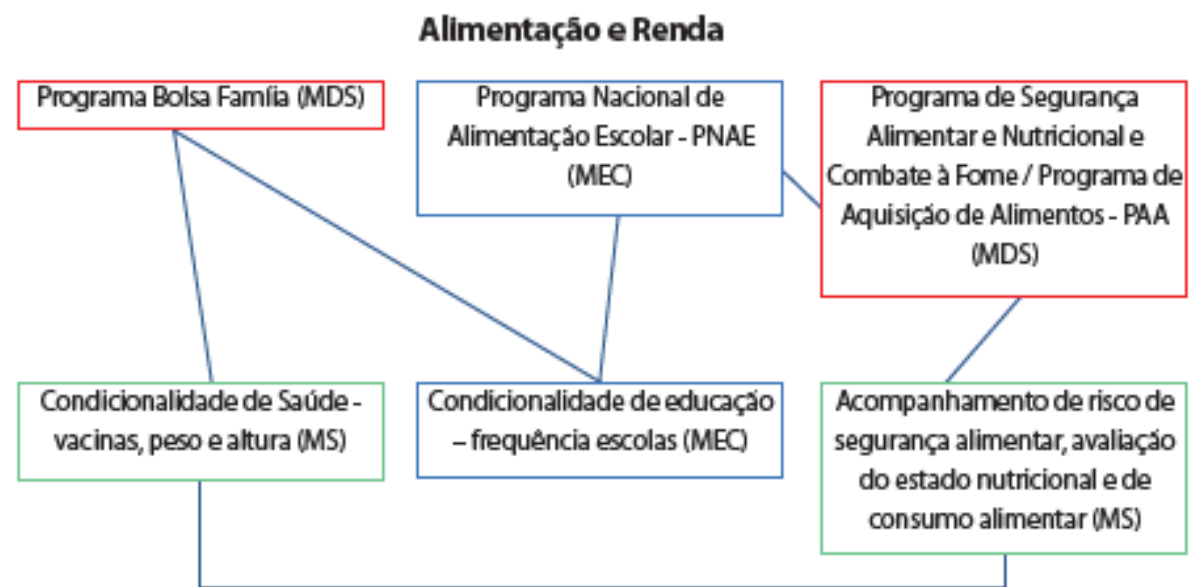 Alimentação e Renda
Programa Bolsa Famíia (MDS)
Programa Nacional de
Alimentação Escolar - PNAE
(MEC)
Programa de Segurança
Alimentar e Nutricional e
Combate à Fome / Programa de
Aquisição de Alimentos - PAA
(MDS)
Condicionalidade de Saúde -
vacinas, peso e altura (MS)
Condicionalidade de educação
– frequência escolas (MEC)
Acompanhamento de risco de
segurança alimentar, avaliação
do estado nutricional e de
consumo alimentar (MS)